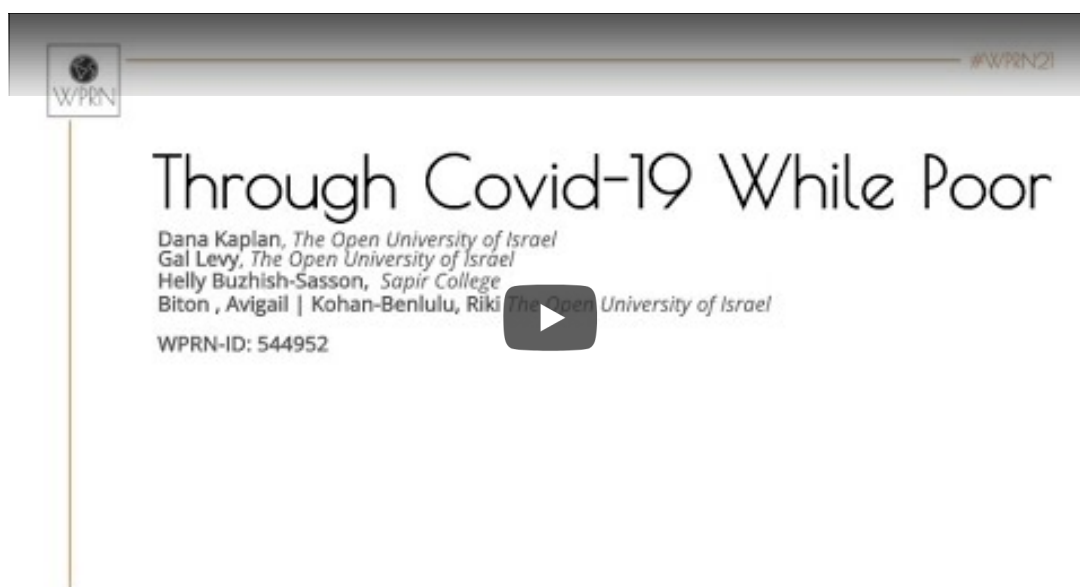 WPRN
#WPRN21
Through Covid-19 While Poor
Dana Kaplan, The Open University of Israel
Gal Levy, The Open University of Israel
Helly Buzhish-Sasson, Sapir College
Biton , Avigail | Kohan-Benlulu, Riki The Open University of Israel
WPRN-ID: 544952